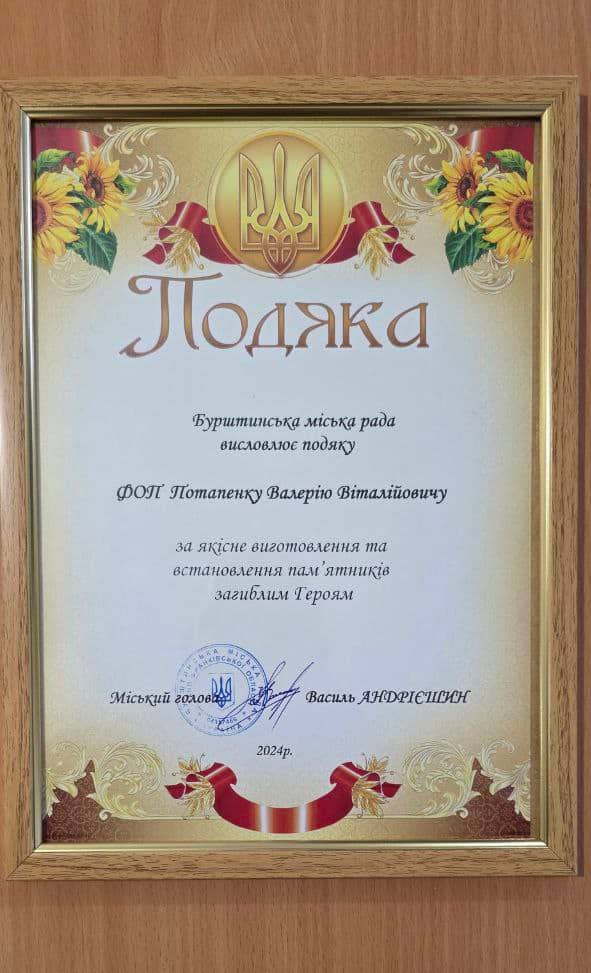 Подяка
Бурштинська міська рада
висловлює подяку
ФОП Потапенку Валерію Віталійовичу
за якісне виготовлення та
встановлення пам’ятників
загиблим Героям
Міський голова Василь АНДРІЄШИН
2024р.